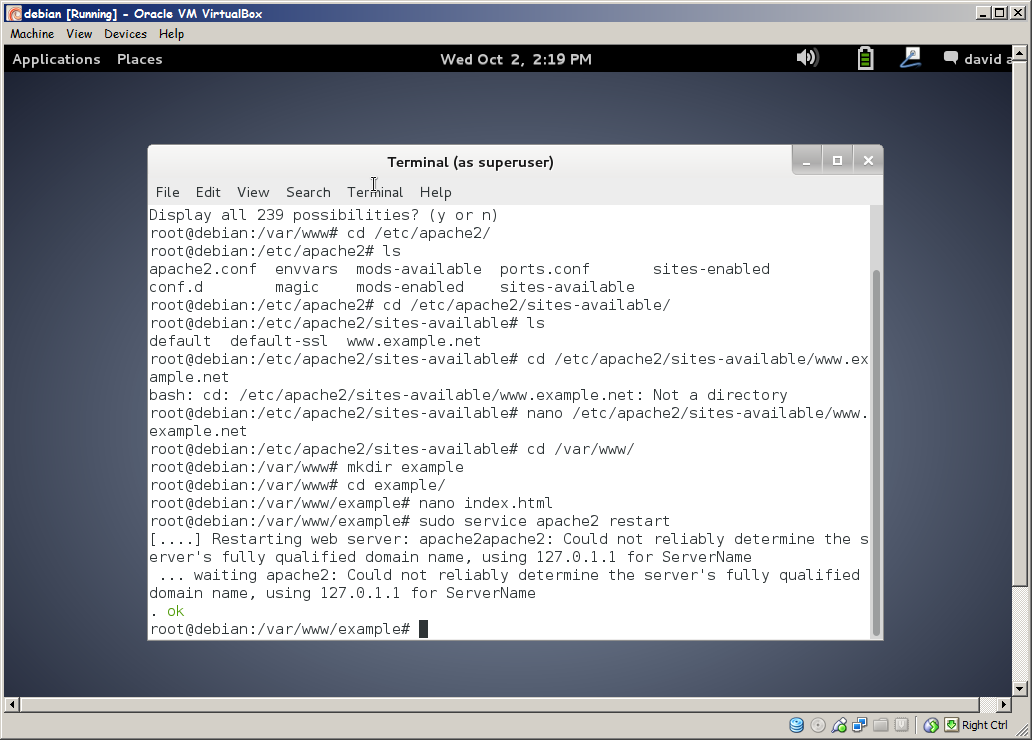 debian [Running] - Oracle VM VirtualBox
Machine View Devices Help
Applications Places Wed Oct 2, 2:19 PM david a
Terminal (as superuser)
File Edit View Search Terminal Help
Display all 239 possibilities? (y or n)
root@debian:/var/www# cd /etc/apache2/
root@debian:/etc/apache2# ls
apache2.conf  envvars  mods-available  ports.conf       sites-enabled
conf.d        magic    mods-enabled    sites-available
root@debian:/etc/apache2# cd /etc/apache2/sites-available/
root@debian:/etc/apache2/sites-available# ls
default  default-ssl  www.example.net
root@debian:/etc/apache2/sites-available# cd /etc/apache2/sites-available/www.ex
ample.net
bash: cd: /etc/apache2/sites-available/www.example.net: Not a directory
root@debian:/etc/apache2/sites-available# nano /etc/apache2/sites-available/www.
example.net
root@debian:/etc/apache2/sites-available# cd /var/www/
root@debian:/var/www# mkdir example
root@debian:/var/www# cd example/
root@debian:/var/www/example# nano index.html
root@debian:/var/www/example# sudo service apache2 restart
[....] Restarting web server: apache2apache2: Could not reliably determine the s
erver's fully qualified domain name, using 127.0.1.1 for ServerName
 ... waiting apache2: Could not reliably determine the server's fully qualified
domain name, using 127.0.1.1 for ServerName
. ok
root@debian:/var/www/example#
Right Ctrl